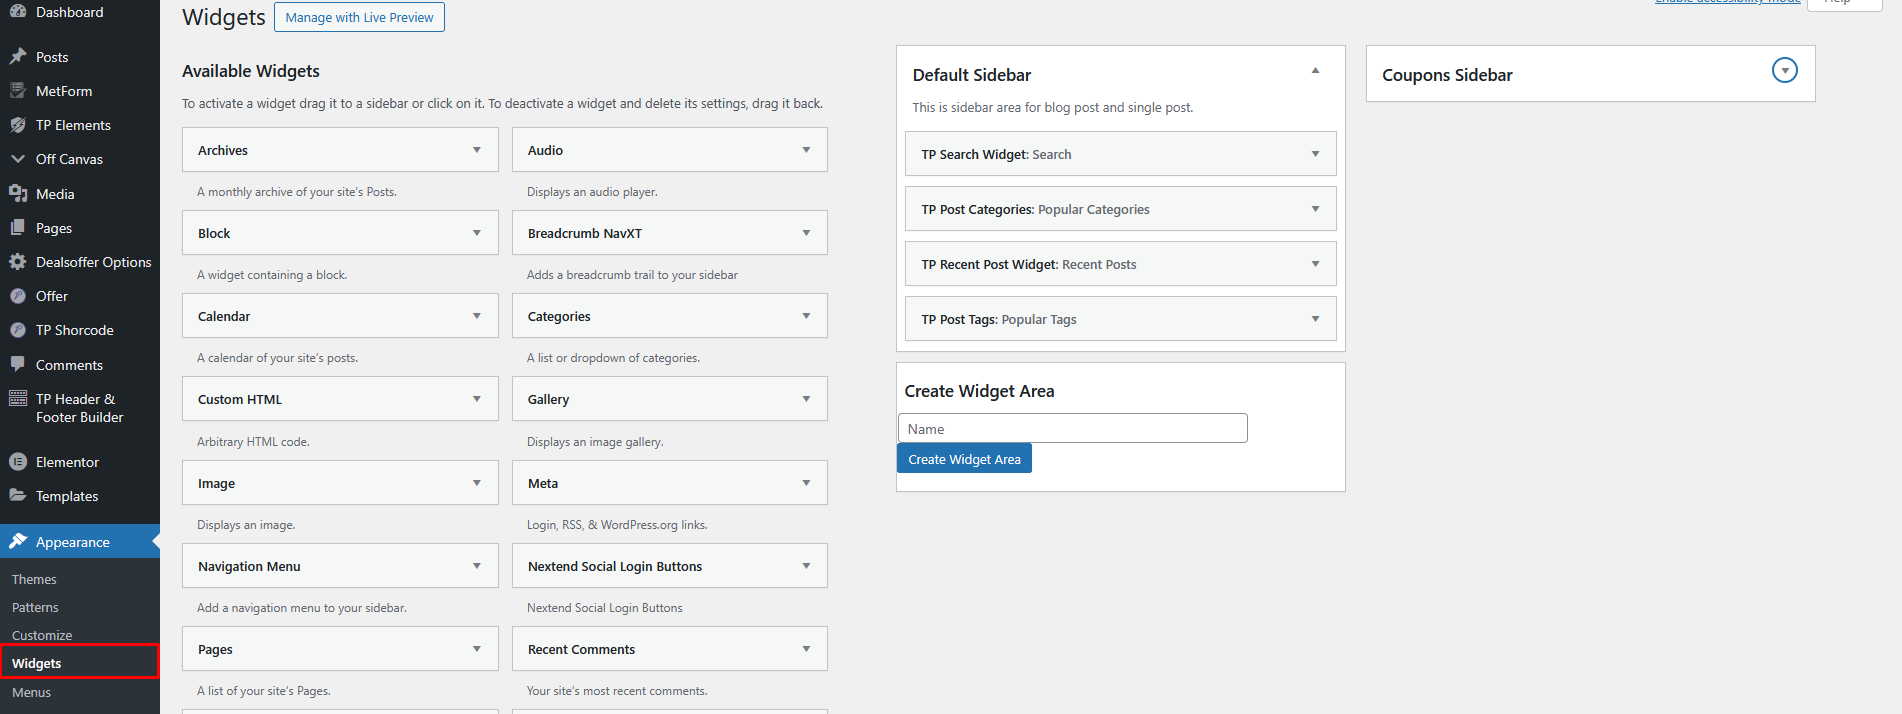 Dashboard
Posts
MetForm
TP Elements
Off Canvas
Media
Pages
Dealsoffer Options
Offer
TP Shorcode
Comments
TP Header &
Footer Builder
Elementor
Templates
Appearance
Themes
Patterns
Customize
Widgets
Menus
Widgets
Manage with Live Preview
Enable accessibility mode
Help
Available Widgets
To activate a widget drag it to a sidebar or click on it. To deactivate a widget and delete its settings, drag it back.
Archives
A monthly archive of your site's Posts.
Audio
Displays an audio player.
Block
A widget containing a block.
Breadcrumb NavXT
Adds a breadcrumb trail to your sidebar
Calendar
A calendar of your site's posts.
Categories
A list or dropdown of categories.
Custom HTML
Arbitrary HTML code.
Gallery
Displays an image gallery.
Image
Displays an image.
Meta
Login, RSS, & WordPress.org links.
Navigation Menu
Add a navigation menu to your sidebar.
Nextend Social Login Buttons
Nextend Social Login Buttons
Pages
A list of your site's Pages.
Recent Comments
Your site's most recent comments.
Default Sidebar
This is sidebar area for blog post and single post.
TP Search Widget: Search
TP Post Categories: Popular Categories
TP Recent Post Widget: Recent Posts
TP Post Tags: Popular Tags
Create Widget Area
Name
Create Widget Area
Coupons Sidebar